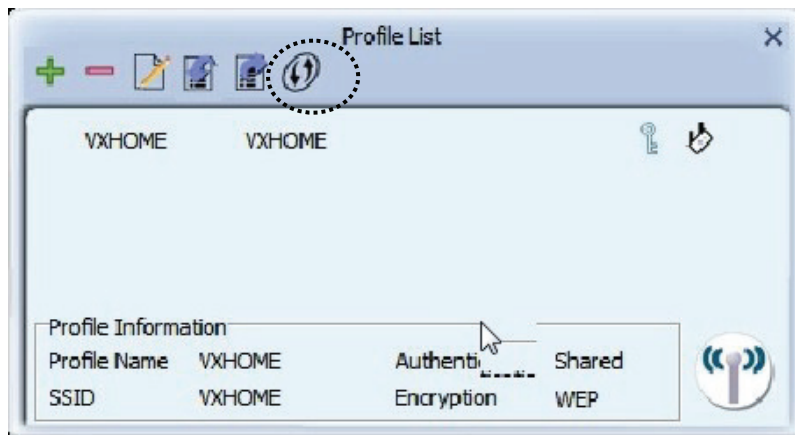 Profile List
VXHOME VXHOME
Profile Information
Profile Name VXHOME Shared
SSID VXHOME Encryption WEP